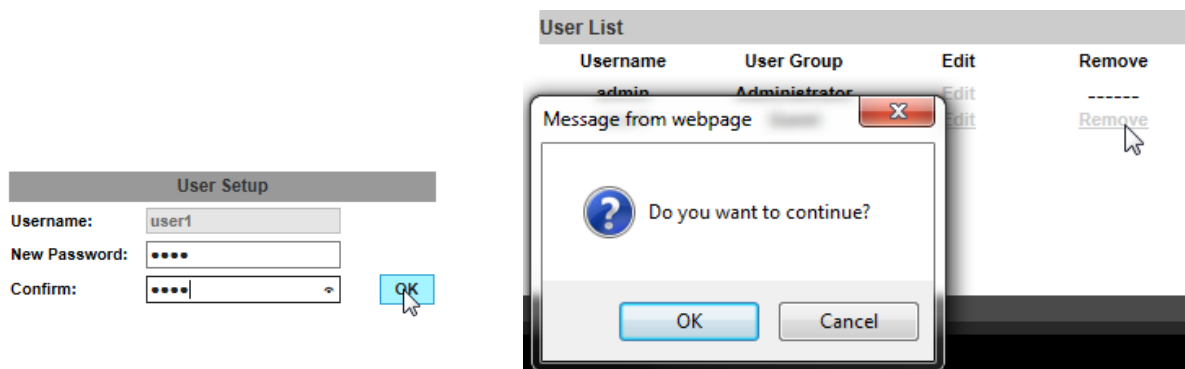 User Setup
Username: user1
New Password: ••••
Confirm: ••••
OK
User List
Username User Group Edit Remove
admin Administrator Edit ------
Edit Remove
Message from webpage
Do you want to continue?
OK Cancel